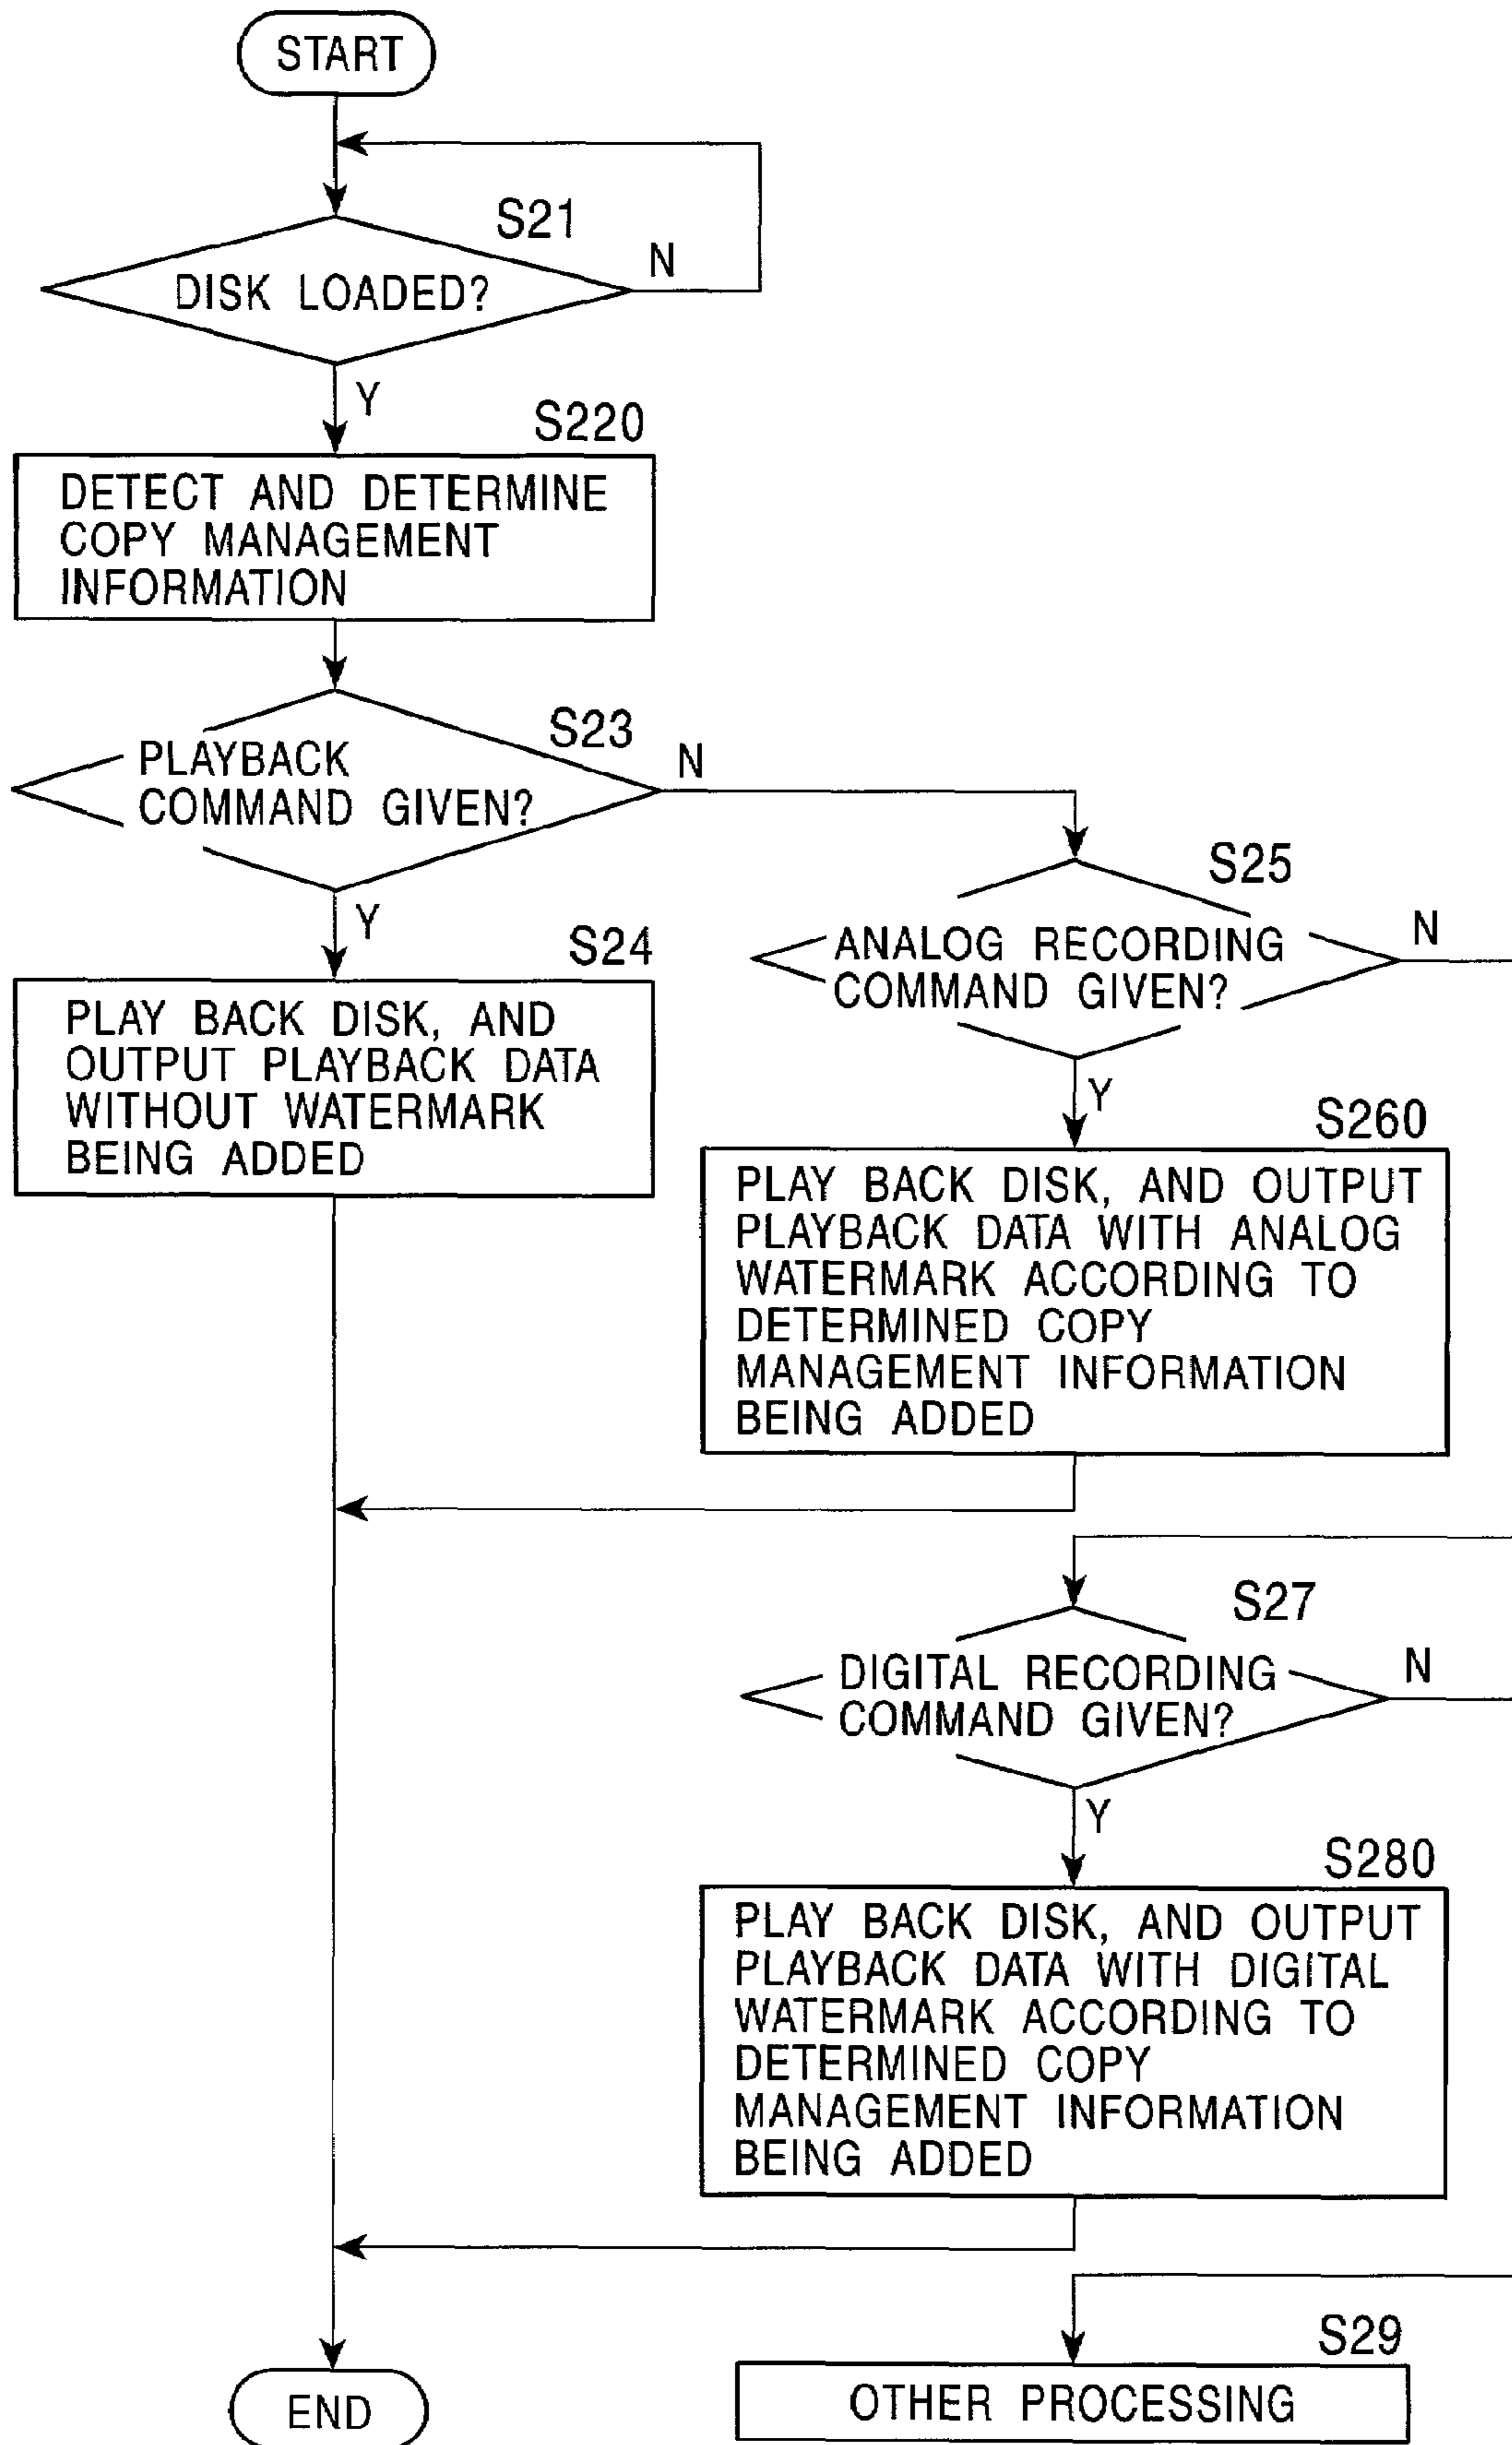 START
S21
DISK LOADED?
N
Y
S220
DETECT AND DETERMINE
COPY MANAGEMENT
INFORMATION
S23
PLAYBACK
COMMAND GIVEN?
N
Y
S24
PLAY BACK DISK, AND
OUTPUT PLAYBACK DATA
WITHOUT WATERMARK
BEING ADDED
S25
ANALOG RECORDING
COMMAND GIVEN?
N
Y
S260
PLAY BACK DISK, AND OUTPUT
PLAYBACK DATA WITH ANALOG
WATERMARK ACCORDING TO
DETERMINED COPY
MANAGEMENT INFORMATION
BEING ADDED
S27
DIGITAL RECORDING
COMMAND GIVEN?
N
Y
S280
PLAY BACK DISK, AND OUTPUT
PLAYBACK DATA WITH DIGITAL
WATERMARK ACCORDING TO
DETERMINED COPY
MANAGEMENT INFORMATION
BEING ADDED
S29
OTHER PROCESSING
END